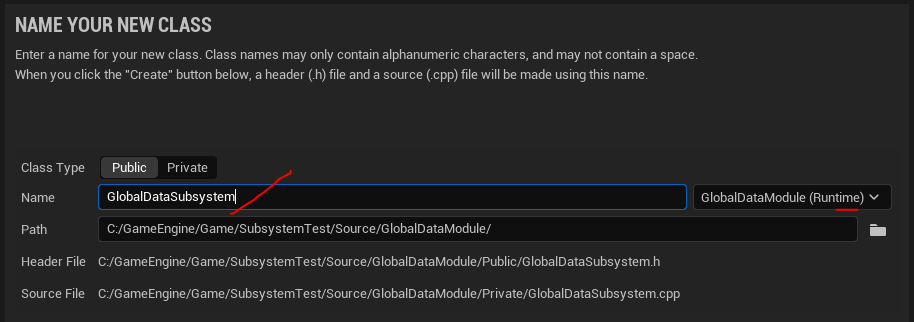 NAME YOUR NEW CLASS
Enter a name for your new class. Class names may only contain alphanumeric characters, and may not contain a space.
When you click the "Create" button below, a header (.h) file and a source (.cpp) file will be made using this name.
Class Type Public Private
Name GlobalDataSubsystem GlobalDataModule (Runtime)
Path C:/GameEngine/Game/SubsystemTest/Source/GlobalDataModule/
Header File C:/GameEngine/Game/SubsystemTest/Source/GlobalDataModule/Public/GlobalDataSubsystem.h
Source File C:/GameEngine/Game/SubsystemTest/Source/GlobalDataModule/Private/GlobalDataSubsystem.cpp